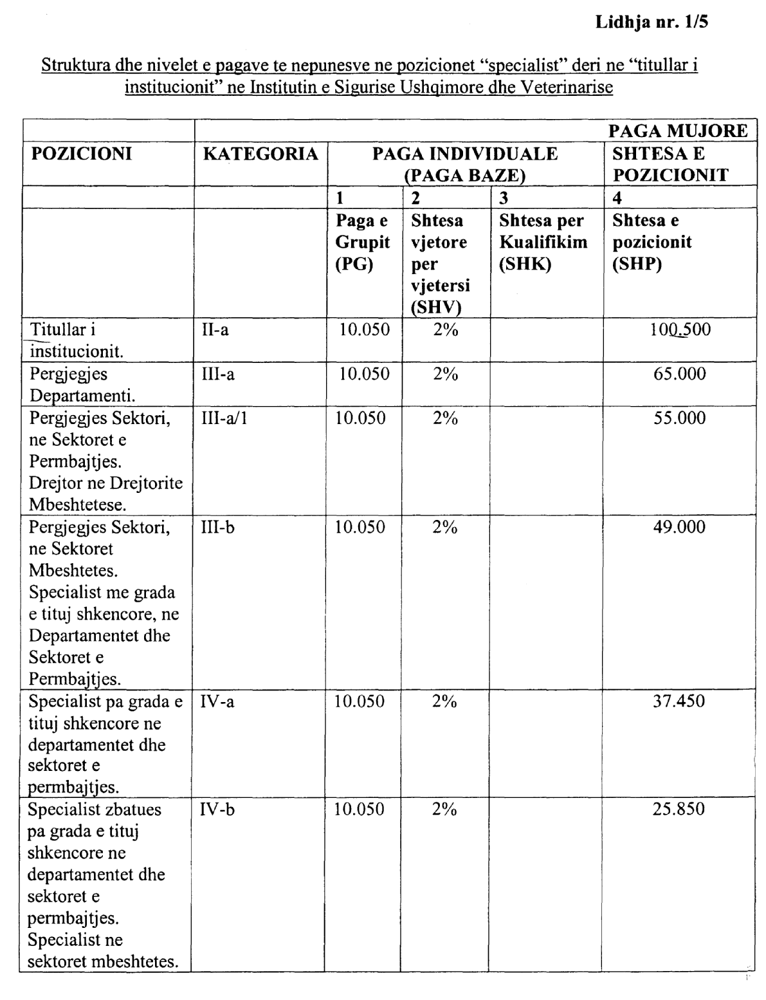 Lidhja nr. 1/5
Struktura dhe nivelet e pagave te nepunesve ne pozicionet “specialist” deri ne “titullar i
institucionit” ne Institutin e Sigurise Ushqimore dhe Veterinarise
PAGA MUJORE
POZICIONI KATEGORIA PAGA INDIVIDUALE SHTESA E
(PAGA BAZE) POZICIONIT
1 2 3 4
Paga e Shtesa Shtesa per Shtesa e
Grupit vjetore Kualifikim pozicionit
(PG) per (SHK) (SHP)
vjetersi
(SHV)
Titullar i II-a 10.050 2% 100.500
institucionit.
Pergjegjes III-a 10.050 2% 65.000
Departamenti.
Pergjegjes Sektori, III-a/1 10.050 2% 55.000
ne Sektoret e
Permbajtjes.
Drejtor ne Drejtorite
Mbeshtetese.
Pergjegjes Sektori, III-b 10.050 2% 49.000
ne Sektoret
Mbeshtetes.
Specialist me grada
e tituj shkencore, ne
Departamentet dhe
Sektoret e
Permbajtjes.
Specialist pa grada e IV-a 10.050 2% 37.450
tituj shkencore ne
departamentet dhe
sektoret e
permbajtjes.
Specialist zbatues IV-b 10.050 2% 25.850
pa grada e tituj
shkencore ne
departamentet dhe
sektoret e
permbajtjes.
Specialist ne
sektoret mbeshtetes.